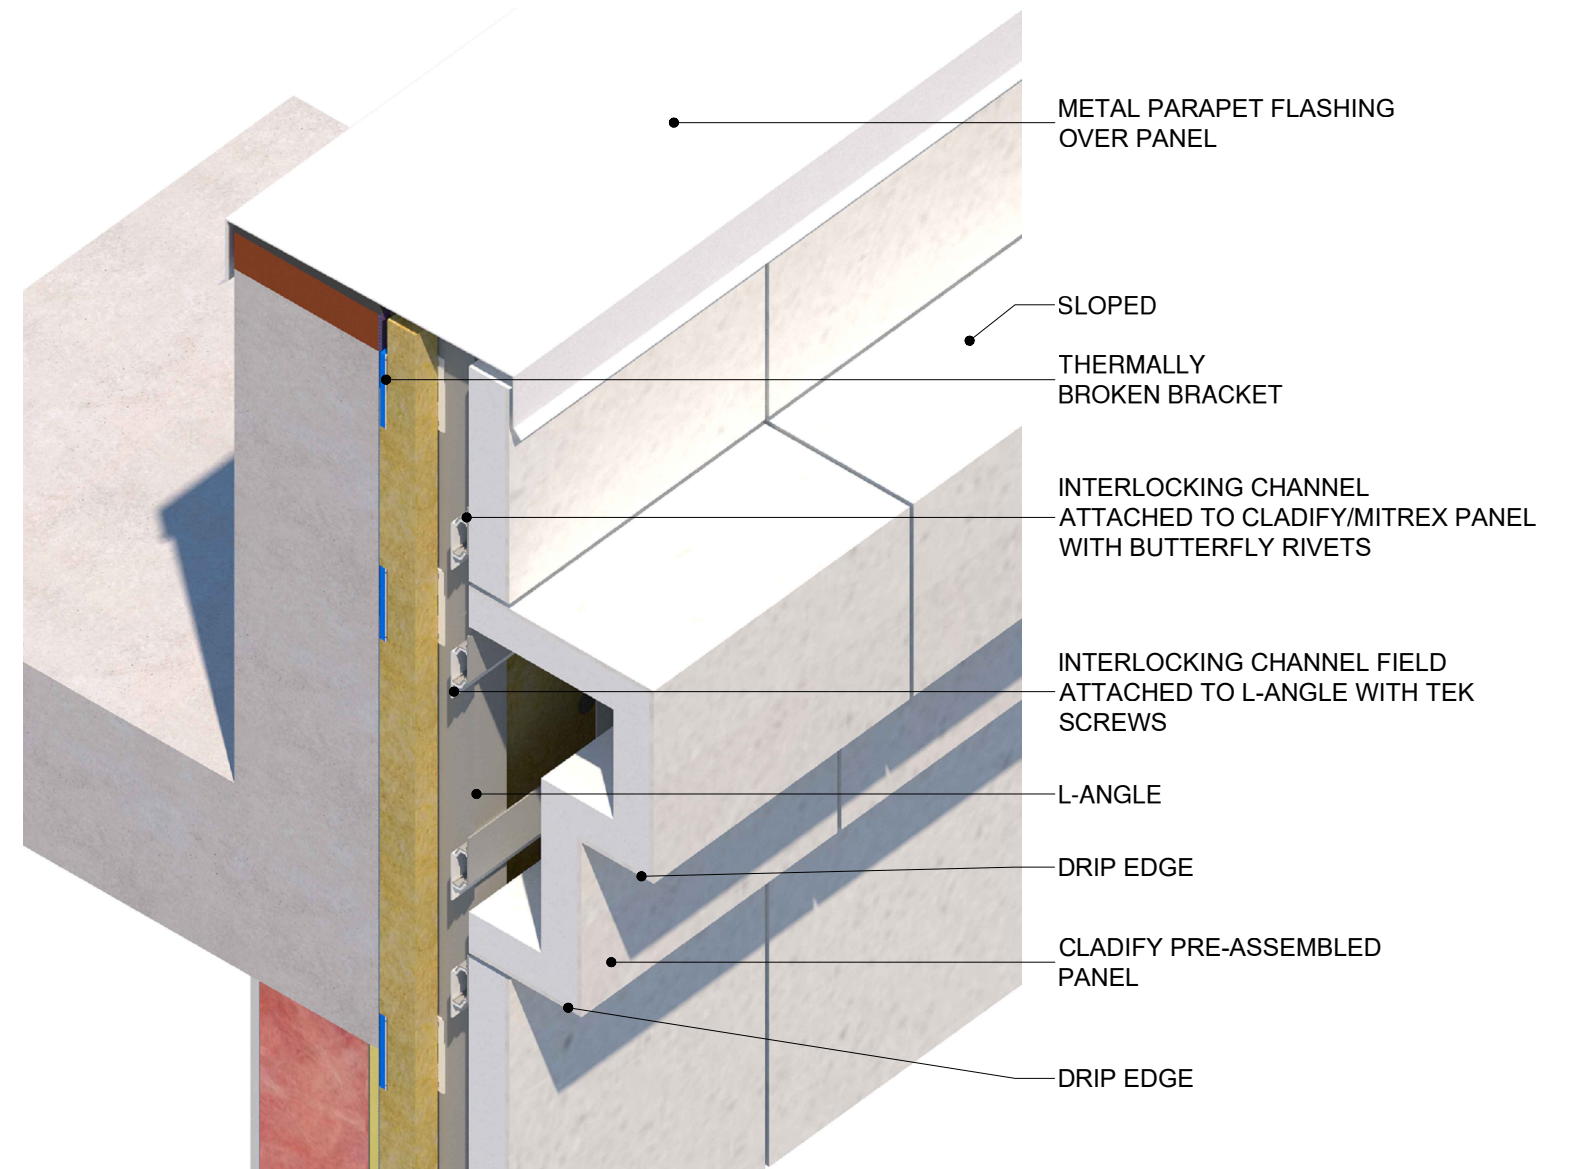 METAL PARAPET FLASHING
OVER PANEL
SLOPED
THERMALLY
BROKEN BRACKET
INTERLOCKING CHANNEL
ATTACHED TO CLADIFY/MITREX PANEL
WITH BUTTERFLY RIVETS
INTERLOCKING CHANNEL FIELD
ATTACHED TO L-ANGLE WITH TEK
SCREWS
L-ANGLE
DRIP EDGE
CLADIFY PRE-ASSEMBLED
PANEL
DRIP EDGE